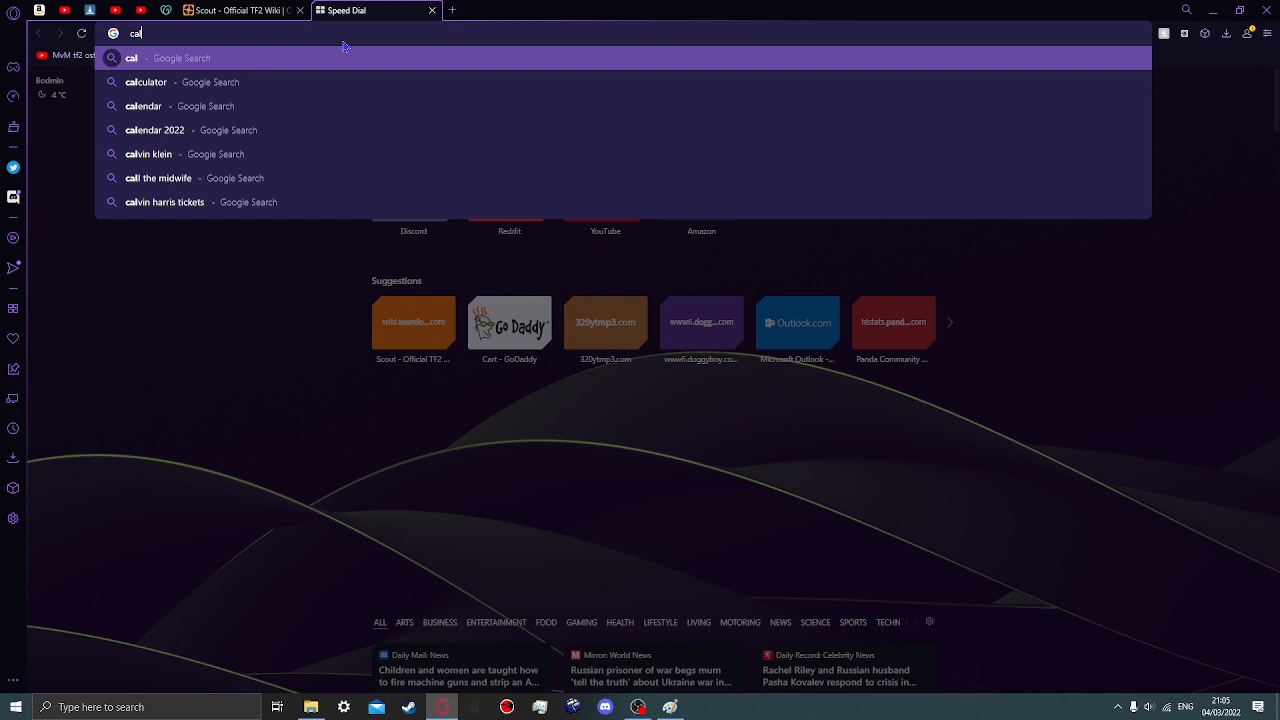 Scout - Official TF2 Wiki | C
Speed Dial
cal
MvM tf2 ost
cal - Google Search
Bodmin
4 °C
calculator - Google Search
calendar - Google Search
calendar 2022 - Google Search
calvin klein - Google Search
call the midwife - Google Search
calvin harris tickets - Google Search
Discord
Reddit
YouTube
Amazon
Suggestions
wiki.teamfo...com
Go Daddy
320ytmp3.com
www6.dogg...com
Outlook.com
hlstats.pand...com
Scout - Official TF2 ...
Cart - GoDaddy
320ytmp3.com
www6.doggyboy.co...
Microsoft Outlook -...
Panda Community ...
ALL ARTS BUSINESS ENTERTAINMENT FOOD GAMING HEALTH LIFESTYLE LIVING MOTORING NEWS SCIENCE SPORTS TECHN
Daily Mail: News
Children and women are taught how
to fire machine guns and strip an A...
Mirror: World News
Russian prisoner of war begs mum
'tell the truth' about Ukraine war in...
Daily Record: Celebrity News
Rachel Riley and Russian husband
Pasha Kovalev respond to crisis in...
Type here to search
21:05
04/03/2022